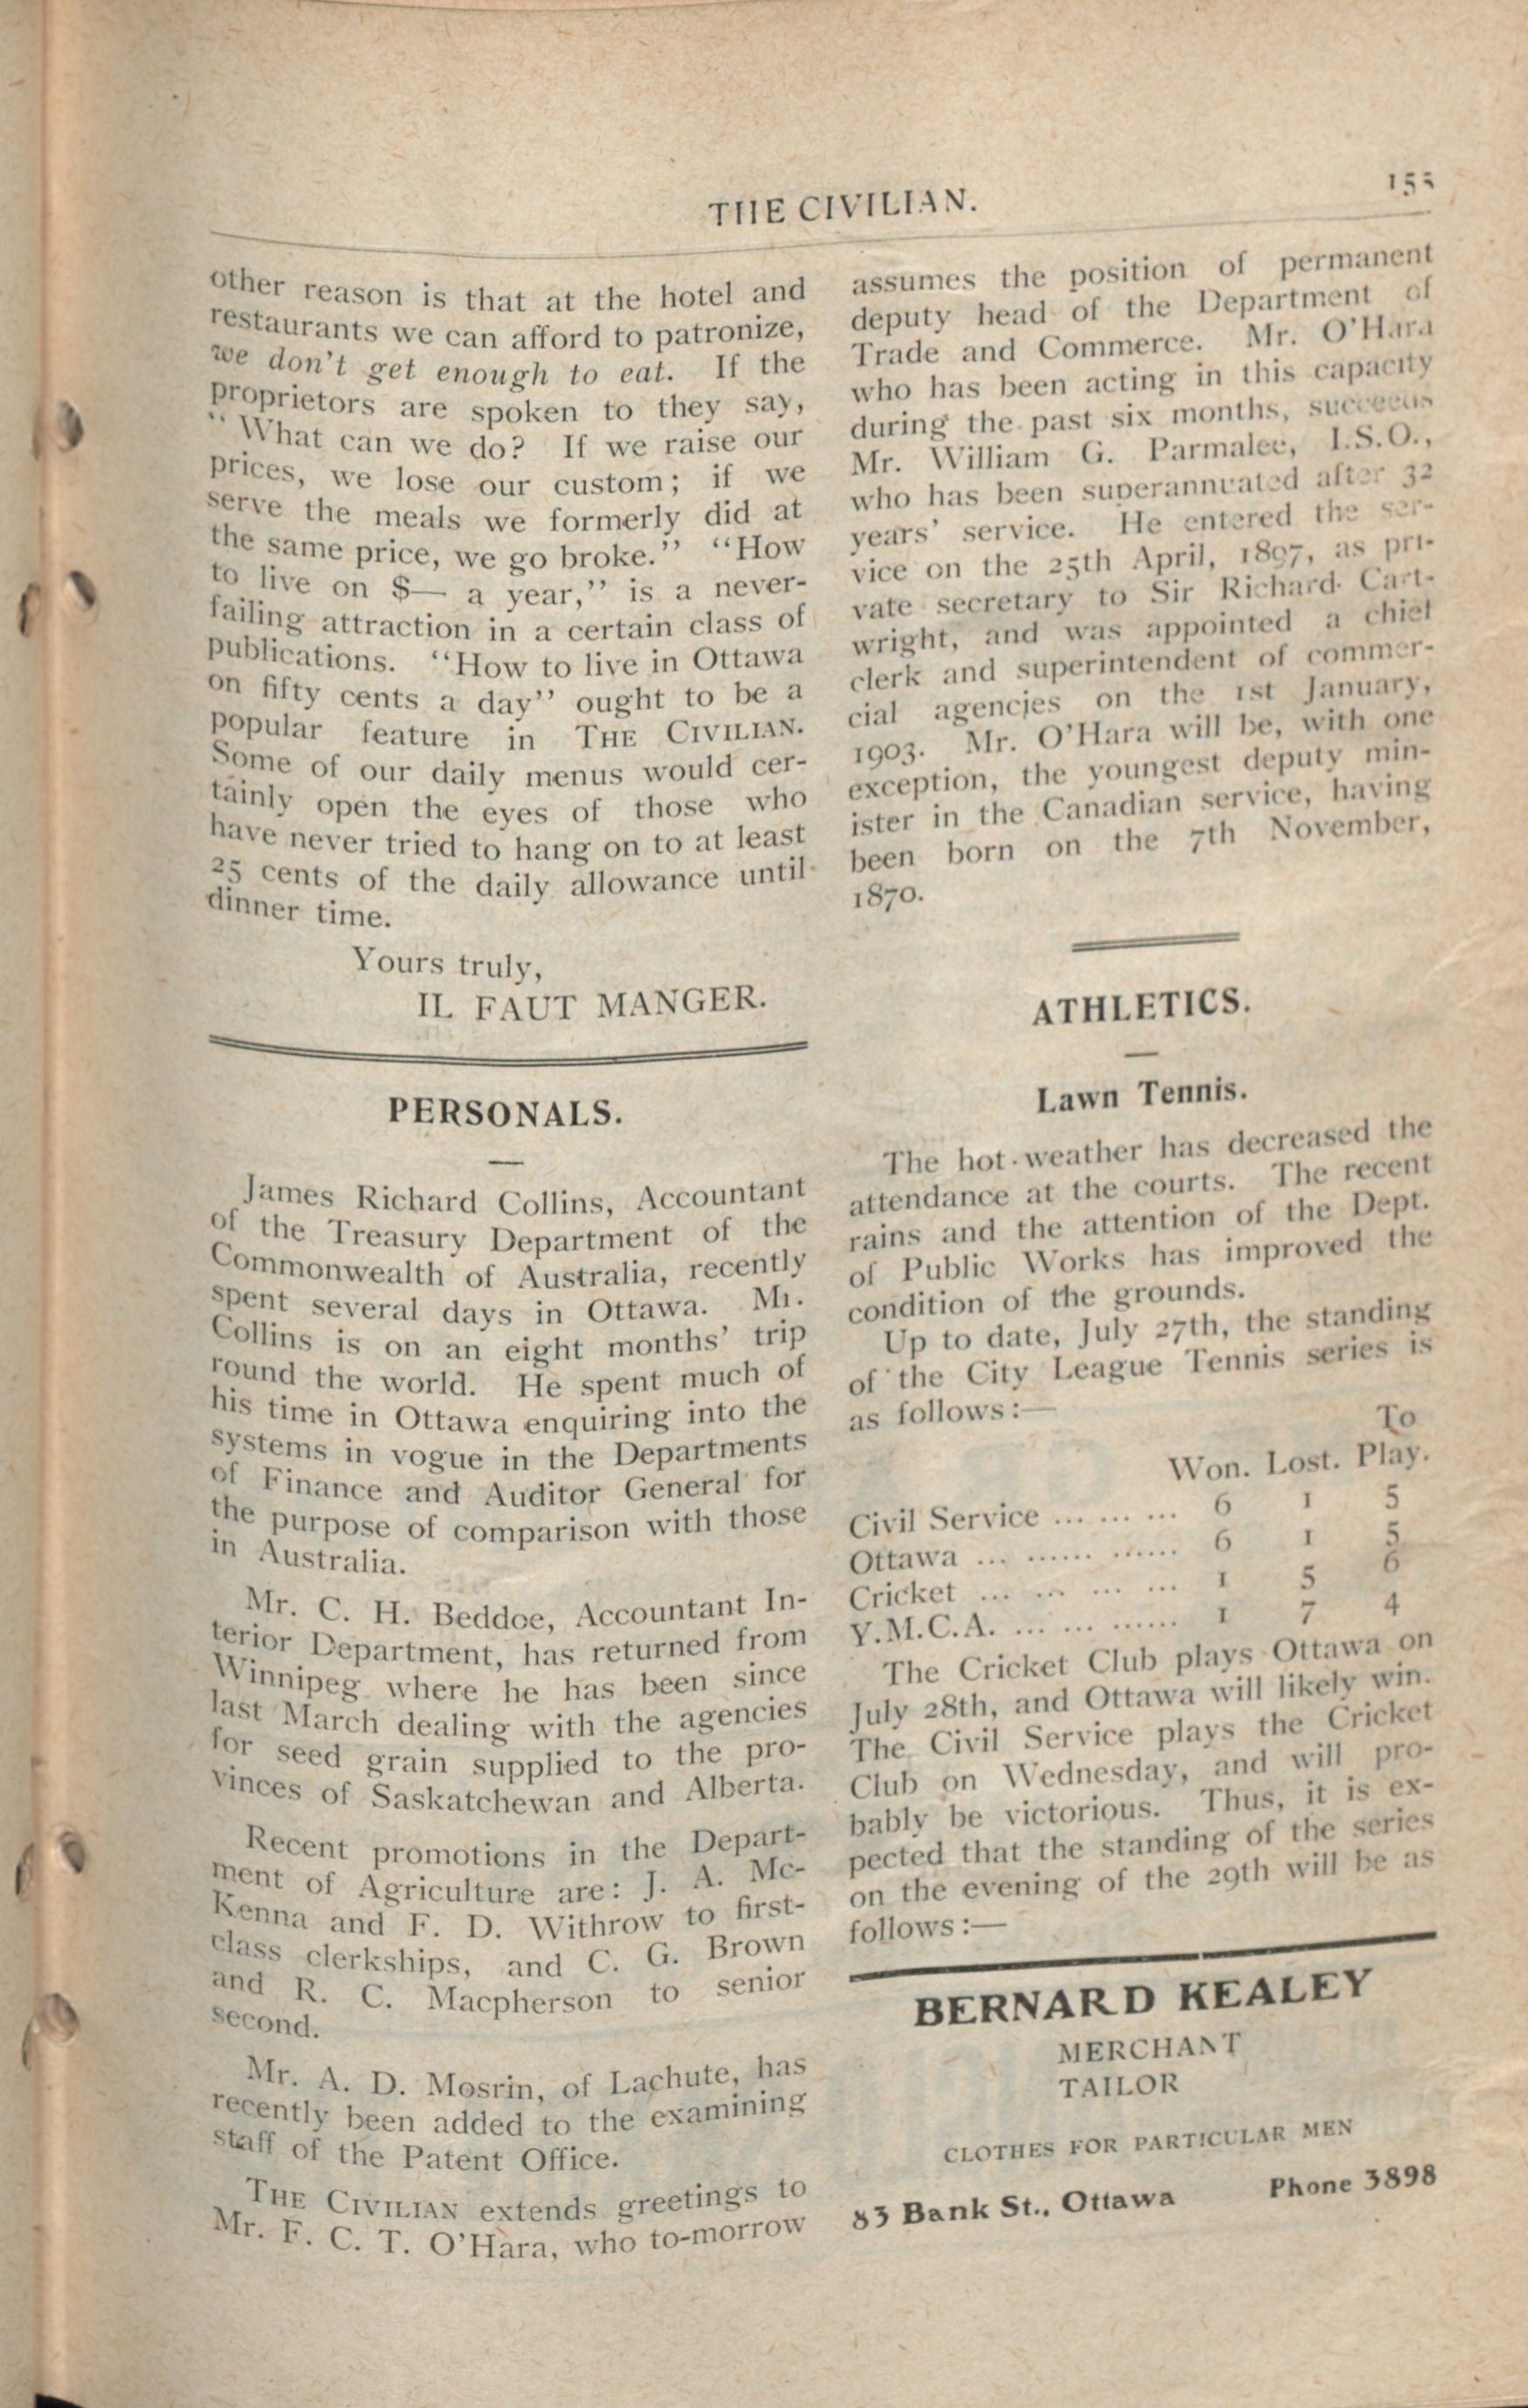 THE CIVILIAN.
155
other reason is that at the hotel and
restaurants we can afford to patronize,
we don't get enough to eat. If the
proprietors are spoken to they say,
"What can we do? If we raise our
prices, we lose our custom; if we
serve the meals we formerly did at
the same price, we go broke." "How
to live on $— a year," is a never-
failing attraction in a certain class of
publications. "How to live in Ottawa
on fifty cents a day" ought to be a
popular feature in THE CIVILIAN.
Some of our daily menus would cer-
tainly open the eyes of those who
have never tried to hang on to at least
25 cents of the daily allowance until
dinner time.
Yours truly,
IL FAUT MANGER.
PERSONALS.
James Richard Collins, Accountant
of the Treasury Department of the
Commonwealth of Australia, recently
spent several days in Ottawa. Mr.
Collins is on an eight months' trip
round the world. He spent much of
his time in Ottawa enquiring into the
systems in vogue in the Departments
of Finance and Auditor General for
the purpose of comparison with those
in Australia.
Mr. C. H. Beddoe, Accountant In-
terior Department, has returned from
Winnipeg where he has been since
last March dealing with the agencies
for seed grain supplied to the pro-
vinces of Saskatchewan and Alberta.
Recent promotions in the Depart-
ment of Agriculture are: J. A. Mc-
Kenna and F. D. Withrow to first-
class clerkships, and C. G. Brown
and R. C. Macpherson to senior
second.
Mr. A. D. Mosrin, of Lachute, has
recently been added to the examining
staff of the Patent Office.
THE CIVILIAN extends greetings to
Mr. F. C. T. O'Hara, who to-morrow
assumes the position of permanent
deputy head of the Department of
Trade and Commerce. Mr. O'Hara
who has been acting in this capacity
during the past six months, succeeds
Mr. William G. Parmalee, I.S.O.,
who has been superannuated after 32
years' service. He entered the ser-
vice on the 25th April, 1897, as pri-
vate secretary to Sir Richard Cart-
wright, and was appointed a chief
clerk and superintendent of commer-
cial agencies on the 1st January,
1903. Mr. O'Hara will be, with one
exception, the youngest deputy min-
ister in the Canadian service, having
been born on the 7th November,
1870.
ATHLETICS.
Lawn Tennis.
The hot weather has decreased the
attendance at the courts. The recent
rains and the attention of the Dept.
of Public Works has improved the
condition of the grounds.
Up to date, July 27th, the standing
of the City League Tennis series is
as follows:—
To
Won. Lost. Play.
Civil Service ... ... ... 6 1 5
Ottawa ... ...... ...... 6 1 5
Cricket ... ... ... ... 1 5 6
Y.M.C.A. ... ... ...... 1 7 4
The Cricket Club plays Ottawa on
July 28th, and Ottawa will likely win.
The Civil Service plays the Cricket
Club on Wednesday, and will pro-
bably be victorious. Thus, it is ex-
pected that the standing of the series
on the evening of the 29th will be as
follows:—
BERNARD KEALEY
MERCHANT
TAILOR
CLOTHES FOR PARTICULAR MEN
83 Bank St., Ottawa Phone 3898